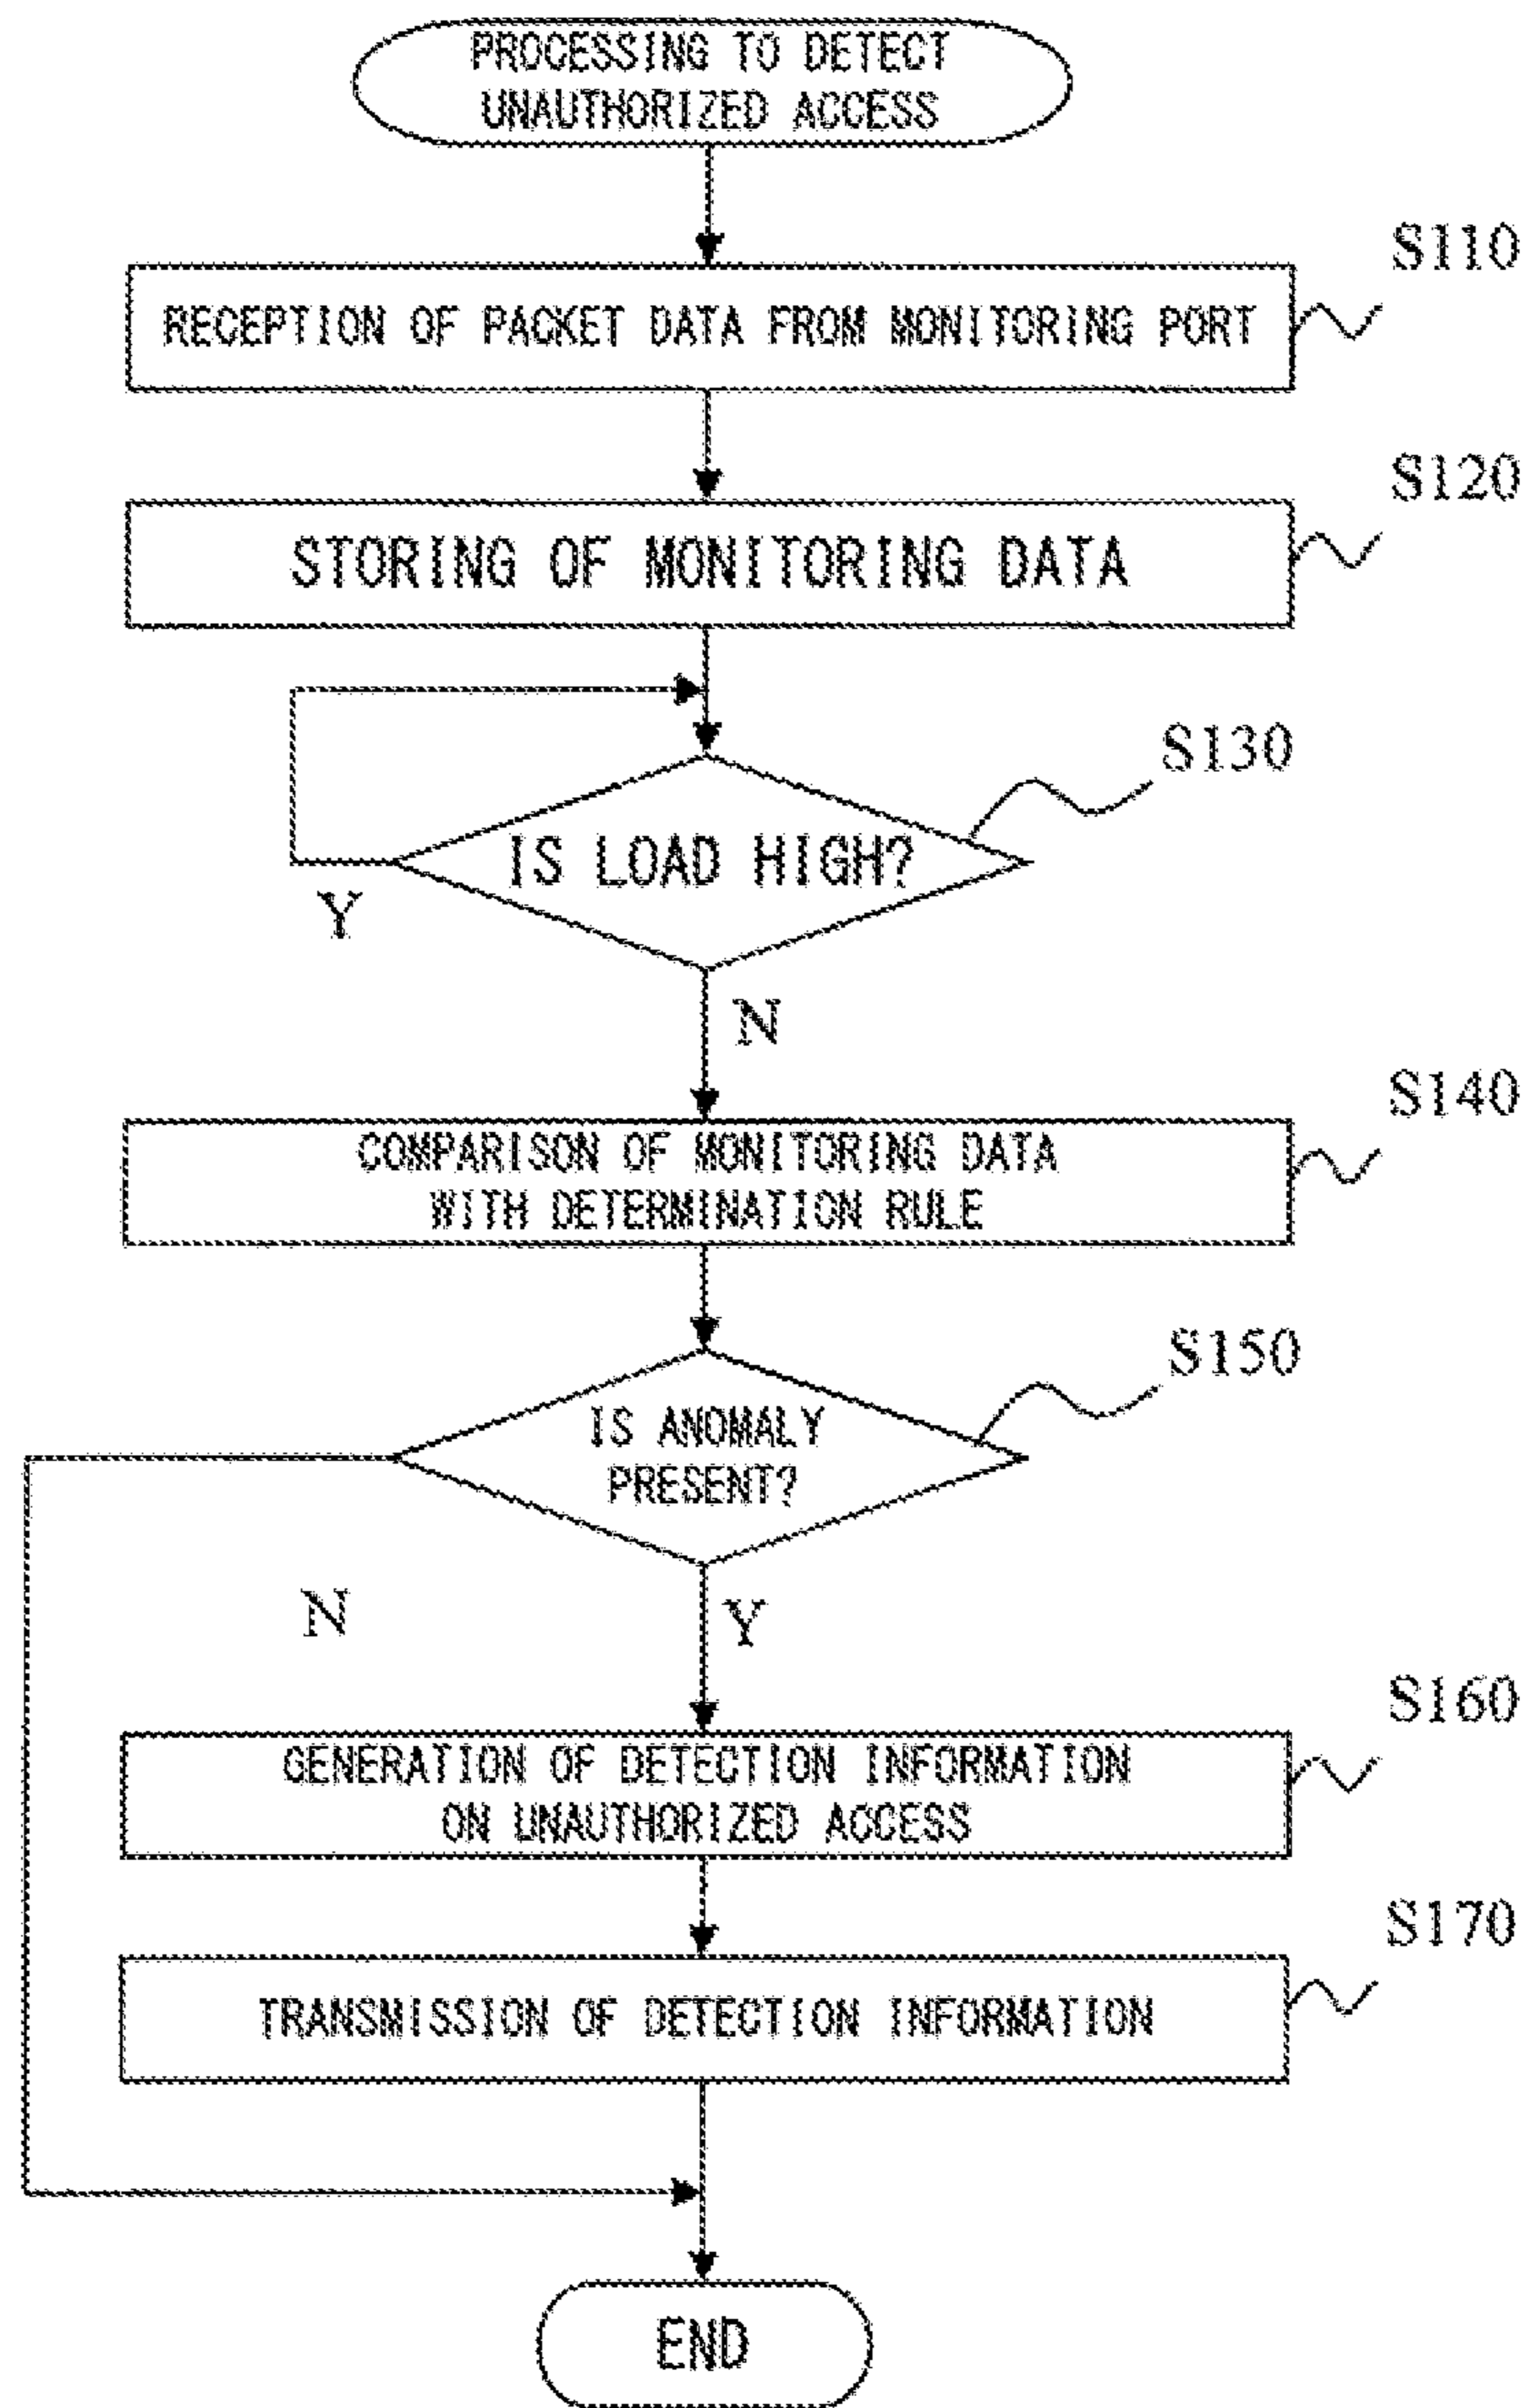 PROCESSING TO DETECT
UNAUTHORIZED ACCESS
S110
RECEPTION OF PACKET DATA FROM MONITORING PORT
S120
STORING OF MONITORING DATA
S130
IS LOAD HIGH?
Y
N
S140
COMPARISON OF MONITORING DATA
WITH DETERMINATION RULE
S150
IS ANOMALY
PRESENT?
N
Y
S160
GENERATION OF DETECTION INFORMATION
ON UNAUTHORIZED ACCESS
S170
TRANSMISSION OF DETECTION INFORMATION
END